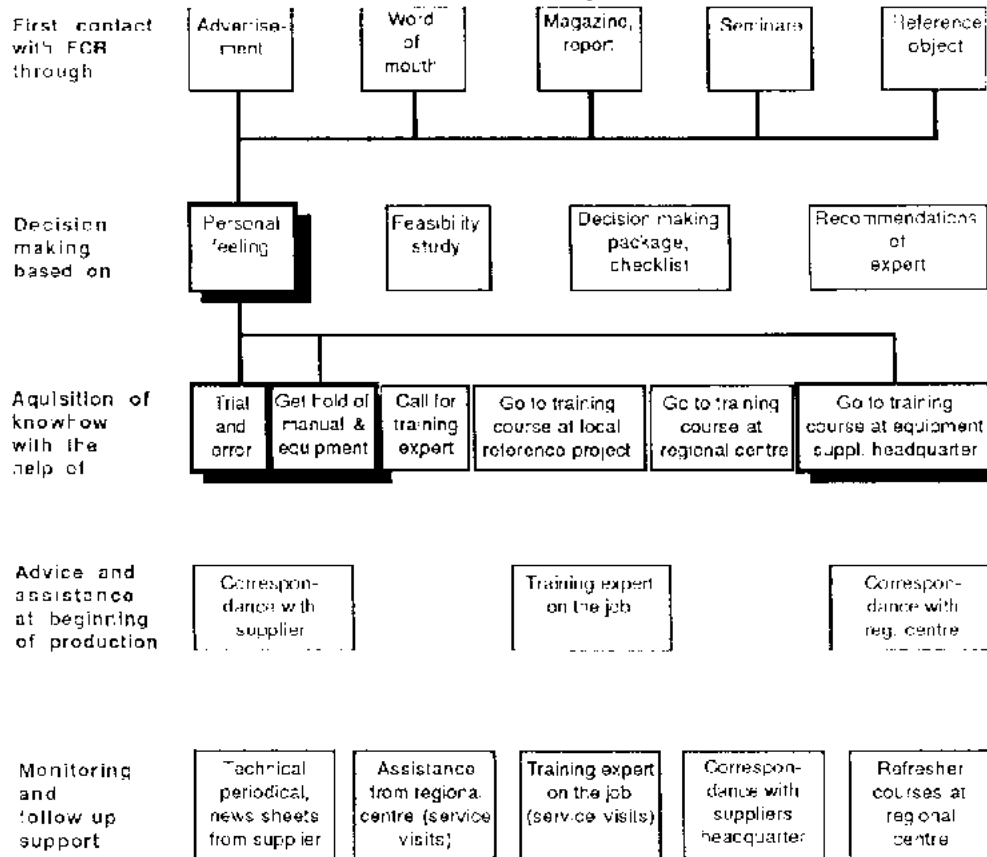 First contact
with FCR
through
Advertise-
ment
Word
of
mouth
Magazine,
report
Seminars
Reference
object
Decision
making
based on
Personal
feeling
Feasibility
study
Decision making
package,
checklist
Recommendations
of
expert
Aquisition of
knowhow
with the
help of
Trial
and
error
Get hold of
manual &
equipment
Call for
training
expert
Go to training
course at local
reference project
Go to training
course at
regional centre
Go to training
course at equipment
suppl. headquarter
Advice and
assistance
at beginning
of production
Correspon-
dance with
supplier
Training expert
on the job
Correspon-
dance with
reg. centre
Monitoring
and
follow up
support
Technical
periodical,
news sheets
from supplier
Assistance
from regional
centre (service
visits)
Training expert
on the job
(service visits)
Correspon-
dance with
suppliers
headquarter
Refresher
courses at
regional
centre